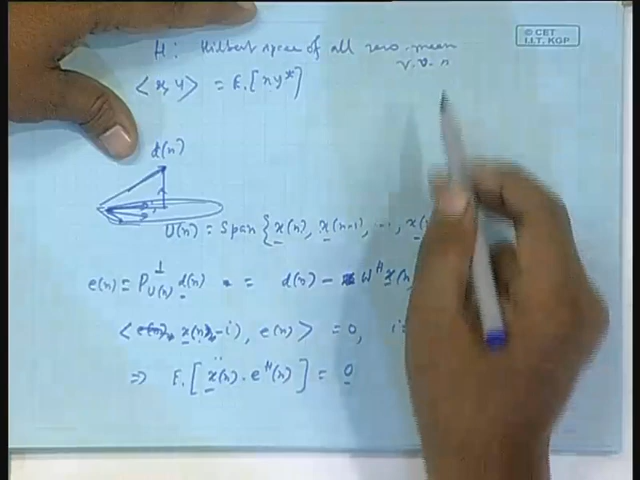 H: Hilbert space of all zero-mean
r.v.s
© CET
I.I.T. KGP
<x, y> = E.[xy*]
d(n)
U(n) = Span {x(n), x(n-1), ..., x(
e(n) = P⊥U(n) d(n) = d(n) - W^H x(n
x(n-i), e(n)> = 0, i=
⇒ E.[x(n) . e^H(n)] = 0